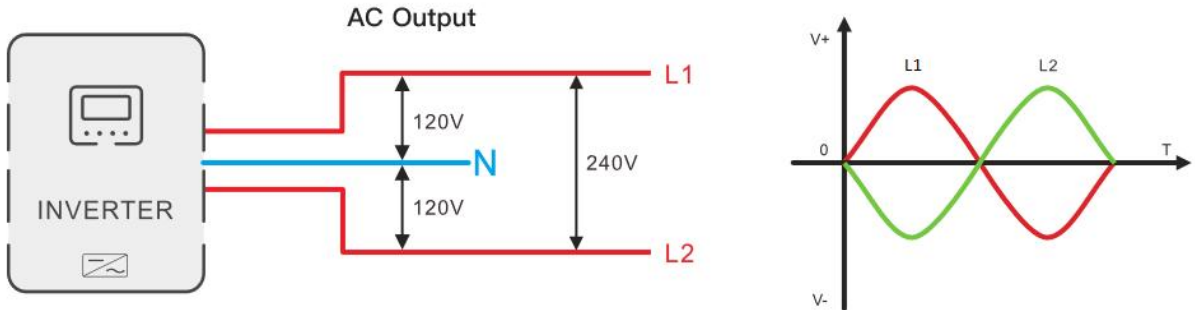 AC Output
L1
120V
N
240V
120V
L2
INVERTER
V+
L1
L2
0
T
V-